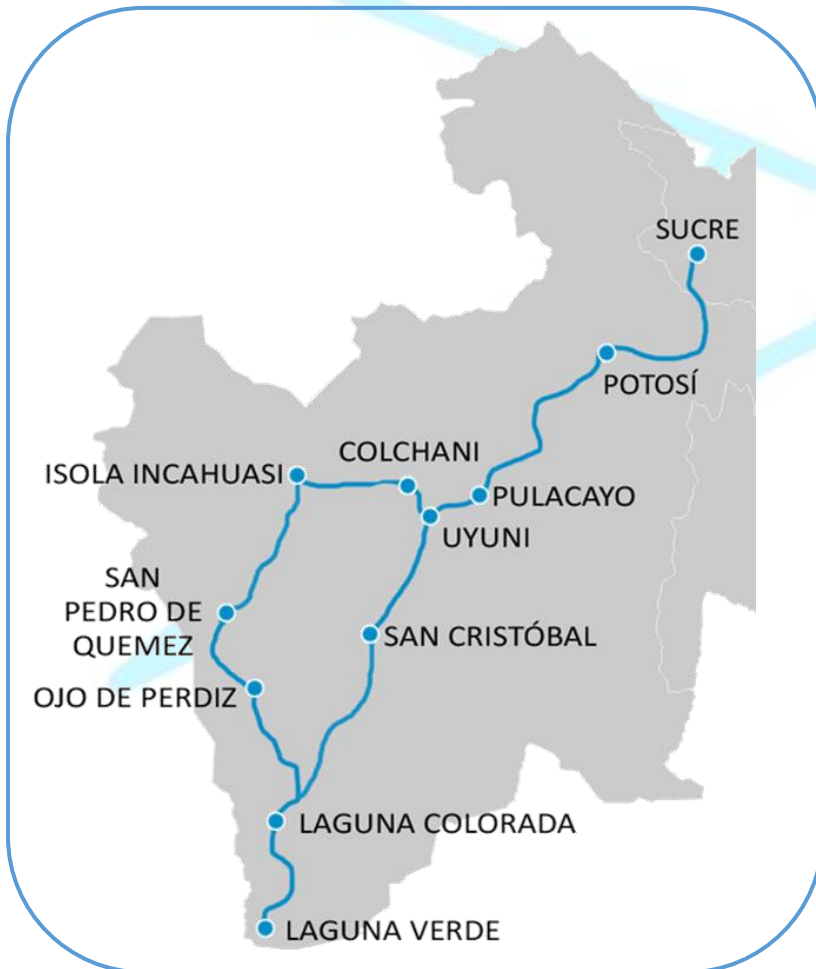 SUCRE
POTOSÍ
COLCHANI
ISOLA INCAHUASI
PULACAYO
UYUNI
SAN
PEDRO DE
QUEMEZ
SAN CRISTÓBAL
OJO DE PERDIZ
LAGUNA COLORADA
LAGUNA VERDE